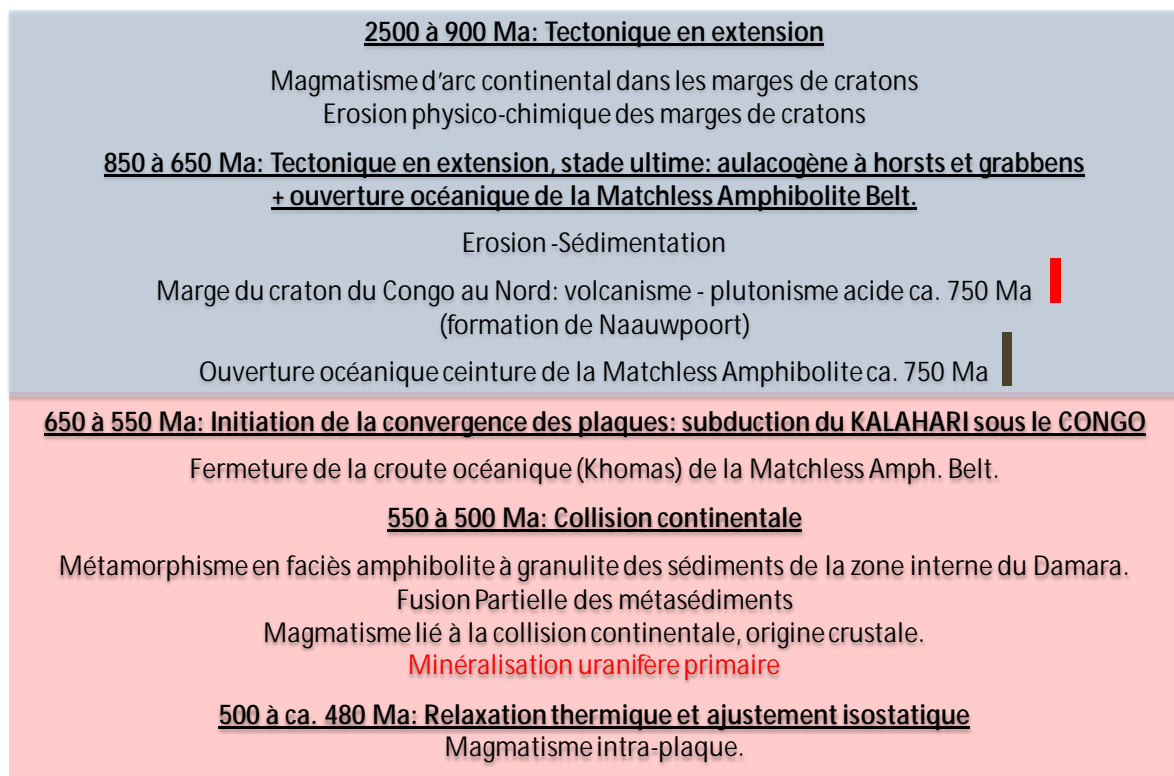 2500 à 900 Ma: Tectonique en extension
Magmatisme d'arc continental dans les marges de cratons
Erosion physico-chimique des marges de cratons
850 à 650 Ma: Tectonique en extension, stade ultime: aulacogène à horsts et grabbens
+ ouverture océanique de la Matchless Amphibolite Belt.
Erosion -Sédimentation
Marge du craton du Congo au Nord: volcanisme - plutonisme acide ca. 750 Ma
(formation de Naauwpoort)
Ouverture océanique ceinture de la Matchless Amphibolite ca. 750 Ma
650 à 550 Ma: Initiation de la convergence des plaques: subduction du KALAHARI sous le CONGO
Fermeture de la croute océanique (Khomas) de la Matchless Amph. Belt.
550 à 500 Ma: Collision continentale
Métamorphisme en faciès amphibolite à granulite des sédiments de la zone interne du Damara.
Fusion Partielle des métasédiments
Magmatisme lié à la collision continentale, origine crustale.
Minéralisation uranifère primaire
500 à ca. 480 Ma: Relaxation thermique et ajustement isostatique
Magmatisme intra-plaque.